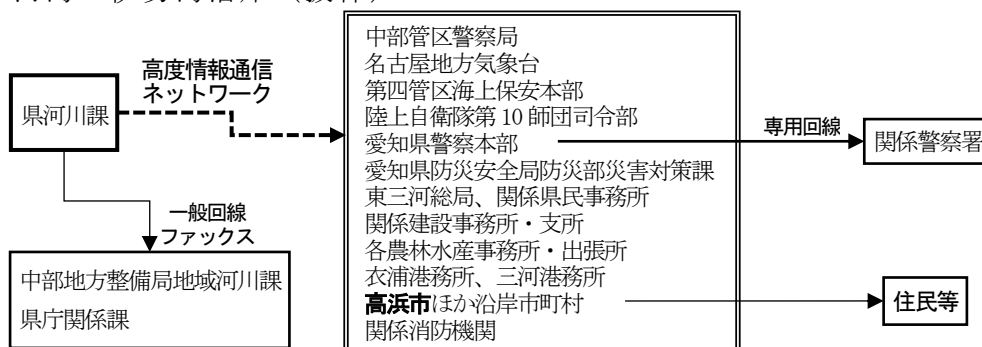 高度情報通信
ネットワーク
県河川課
一般回線
ファックス
中部地方整備局地域河川課
県庁関係課
中部管区警察局
名古屋地方気象台
第四管区海上保安本部
陸上自衛隊第10師団司令部
愛知県警察本部
愛知県防災安全局防災部災害対策課
東三河総局、関係県民事務所
関係建設事務所・支所
各農林水産事務所・出張所
衣浦港務所、三河港務所
高浜市ほか沿岸市町村
関係消防機関
専用回線
関係警察署
住民等